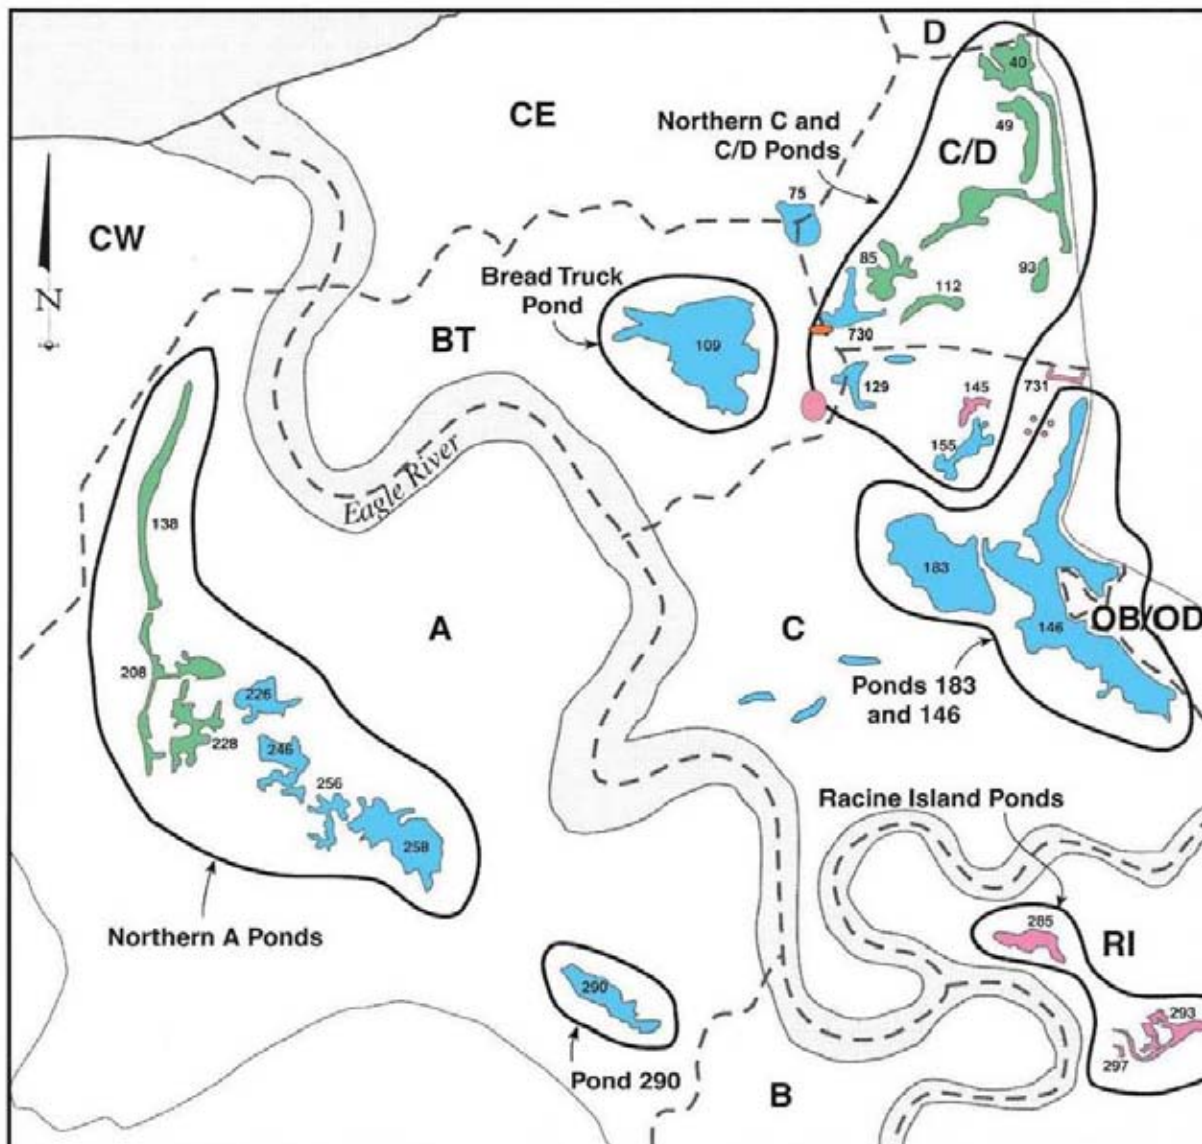 D
40
CE
Northern C and
C/D Ponds
49
C/D
75
CW
N
85
93
Bread Truck
Pond
112
BT
109
730
129
145
731
155
Eagle River
138
183
OB/OD
A
C
146
208
226
Ponds 183
and 146
228
246
256
Racine Island Ponds
258
285
Northern A Ponds
RI
290
293
297
Pond 290
B